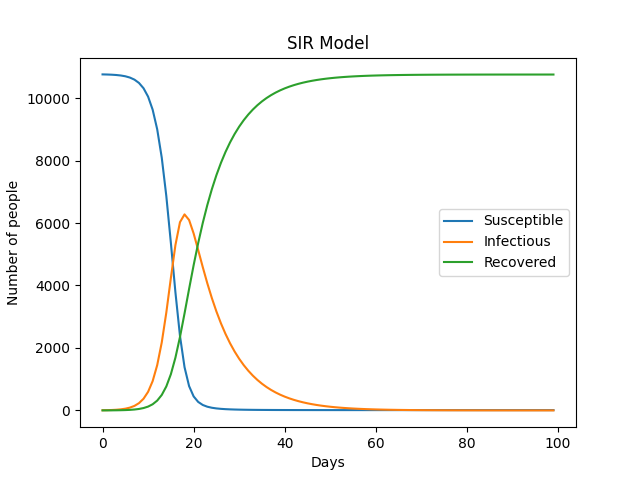 SIR Model
Number of people
10000
8000
6000
4000
2000
0
Susceptible
Infectious
Recovered
0 20 40 60 80 100
Days